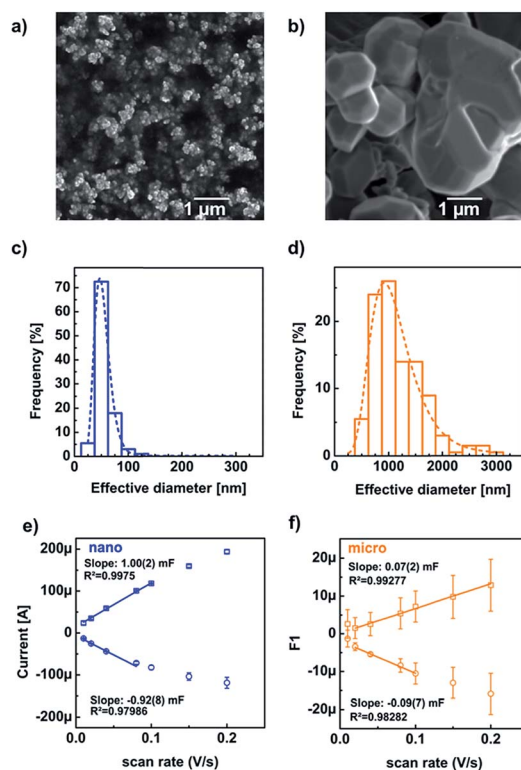 a)
b)
1 µm
1 µm
c)
d)
70
60
50
40
30
20
10
0
Frequency [%]
0
100
200
300
Effective diameter [nm]
20
10
0
Frequency [%]
0
1000
2000
3000
Effective diameter [nm]
e)
nano
Slope: 1.00(2) mF
R²=0.9975
200µ
100µ
0
-100µ
-200µ
Current [A]
Slope: -0.92(8) mF
R²=0.97986
0.0
0.1
0.2
scan rate (V/s)
f)
micro
Slope: 0.07(2) mF
R²=0.99277
20µ
10µ
0
-10µ
-20µ
F1
Slope: -0.09(7) mF
R²=0.98282
0.0
0.1
0.2
scan rate (V/s)